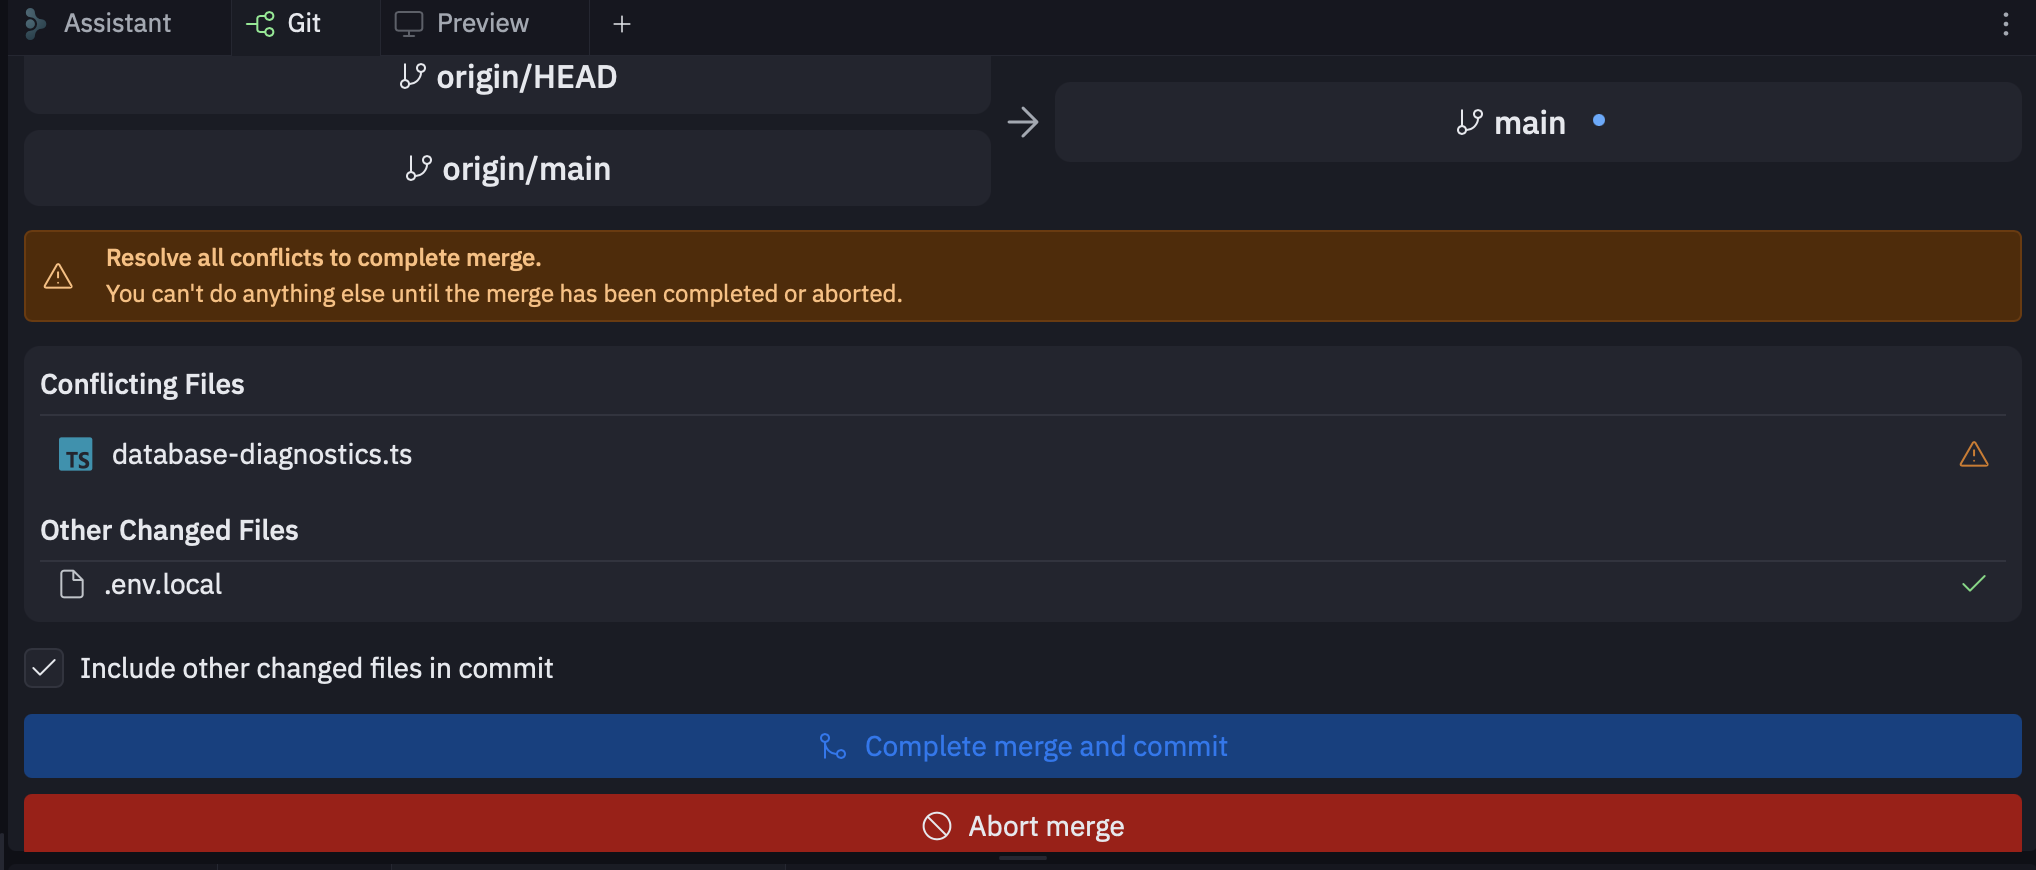 Assistant
Git
Preview
origin/HEAD
main
origin/main
Resolve all conflicts to complete merge.
You can't do anything else until the merge has been completed or aborted.
Conflicting Files
TS database-diagnostics.ts
Other Changed Files
.env.local
Include other changed files in commit
Complete merge and commit
Abort merge